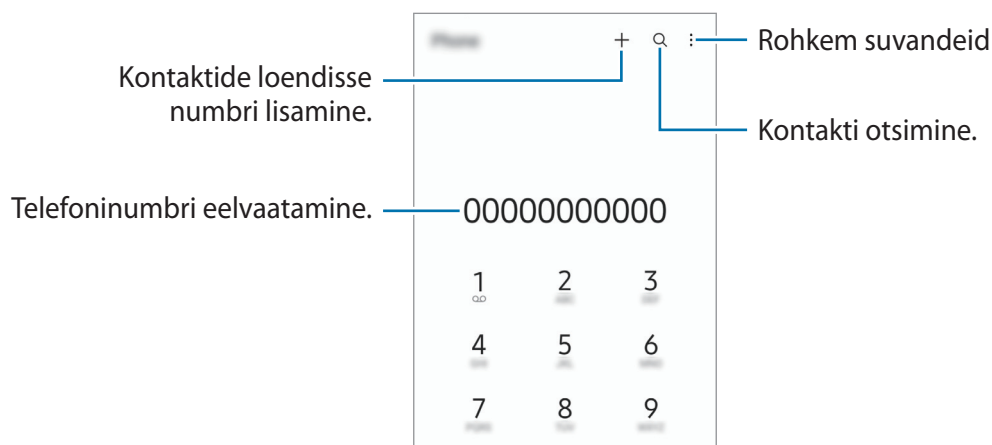 Phone
Rohkem suvandeid
Kontaktide loendisse
numbri lisamine.
Kontakti otsimine.
Telefoninumbri eelvaatamine.
00000000000
1 2 3
ABC DEF
4 5 6
GHI JKL MNO
7 8 9
PQRS TUV WXYZ